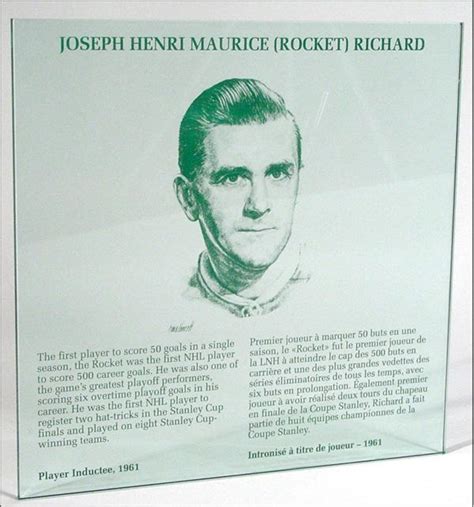 JOSEPH HENRI MAURICE (ROCKET) RICHARD
The first player to score 50 goals in a single
season, the Rocket was the first NHL player
to score 500 career goals. He was also one of
the game's greatest playoff performers,
scoring six overtime playoff goals in his
career. He was the first NHL player to
register two hat-tricks in the Stanley Cup
finals and played on eight Stanley Cup-
winning teams.
Player Inductee, 1961
Premier joueur à marquer 50 buts en une
saison, le «Rocket» fut le premier joueur de
la LNH à atteindre le cap des 500 buts en
carrière et une des plus grandes vedettes des
séries éliminatoires de tous les temps, avec
six buts en prolongation. Également premier
joueur à avoir réalisé deux tours du chapeau
en finale de la Coupe Stanley, Richard a fait
partie de huit équipes championnes de la
Coupe Stanley.
Intronisé à titre de joueur – 1961